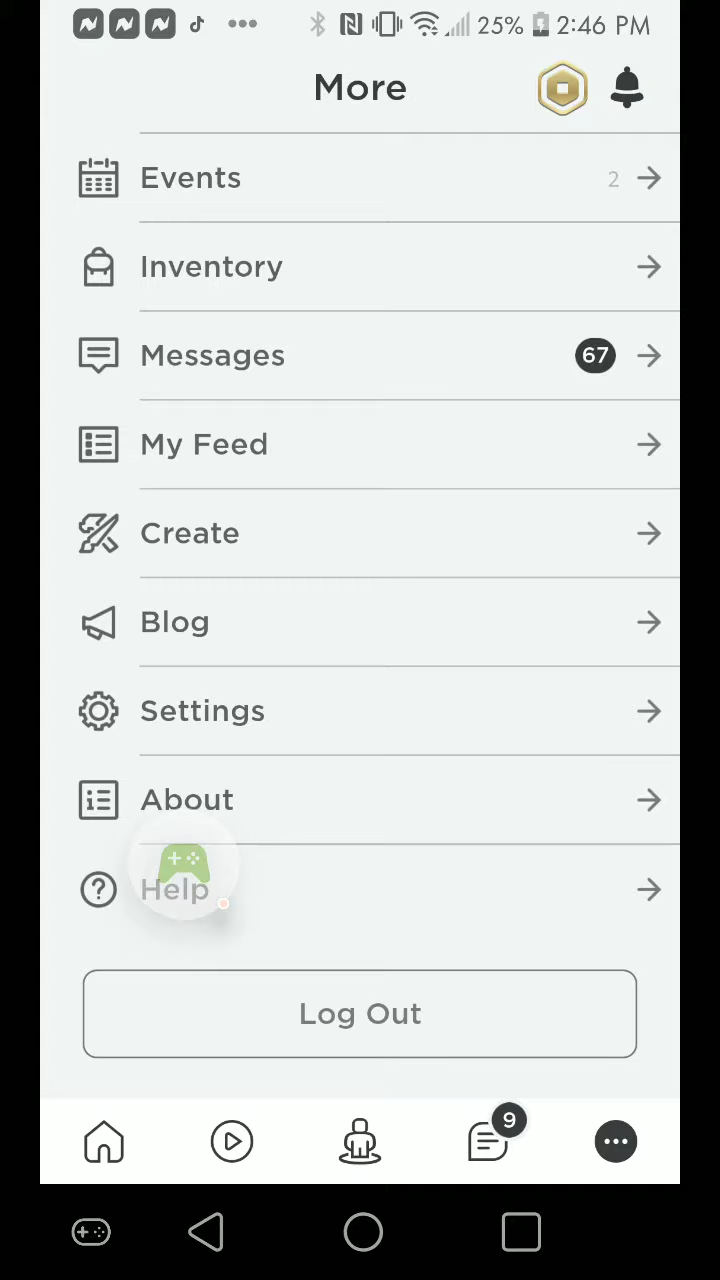 25% 2:46 PM
More
Events 2
Inventory
Messages 67
My Feed
Create
Blog
Settings
About
Help
Log Out
9